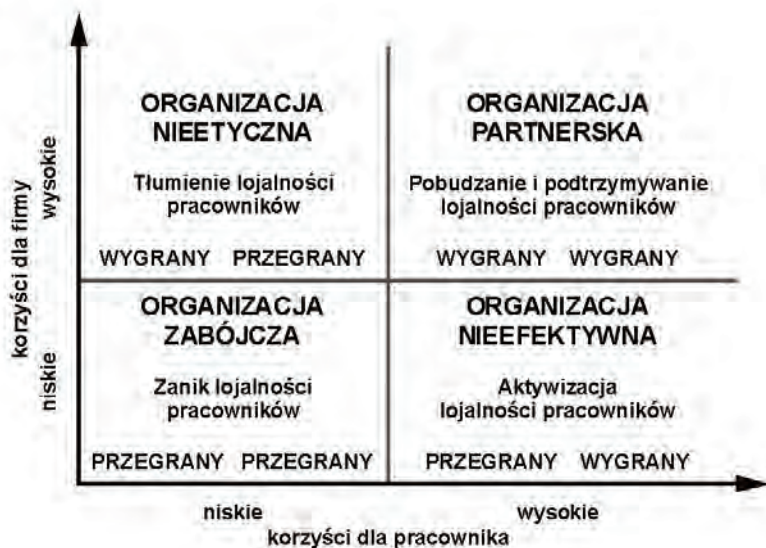 ORGANIZACJA
NIEETYCZNA
Tłumienie lojalności
pracowników
WYGRANY PRZEGRANY
ORGANIZACJA
PARTNERSKA
Pobudzanie i podtrzymywanie
lojalności pracowników
WYGRANY WYGRANY
ORGANIZACJA
ZABÓJCZA
Zanik lojalności
pracowników
PRZEGRANY PRZEGRANY
ORGANIZACJA
NIEEFEKTYWNA
Aktywizacja
lojalności pracowników
PRZEGRANY WYGRANY
korzyści dla firmy
wysokie
niskie
niskie
wysokie
korzyści dla pracownika